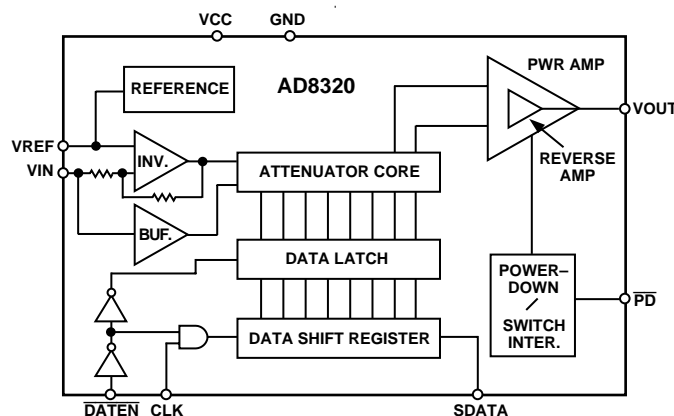 VCC GND
REFERENCE
AD8320
PWR AMP
VREF
VOUT
INV.
REVERSE
AMP
VIN
ATTENUATOR CORE
BUF.
DATA LATCH
POWER–
DOWN
/
SWITCH
INTER.
PD
DATA SHIFT REGISTER
DATEN CLK SDATA